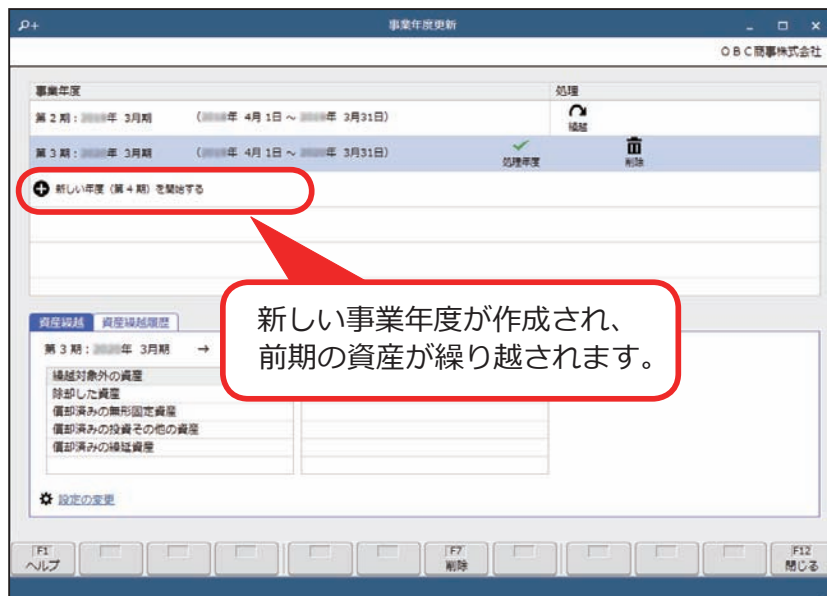 事業年度更新
OBC商事株式会社
事業年度 処理
第2期: 年 3月期 ( 年 4月 1日 ~ 年 3月31日) 繰越
第3期: 年 3月期 ( 年 4月 1日 ~ 年 3月31日) 処理年度 削除
新しい年度(第4期)を開始する
新しい事業年度が作成され、
前期の資産が繰り越されます。
資産繰越 資産繰越履歴
第3期: 年 3月期 →
繰越対象外の資産
除却した資産
償却済みの無形固定資産
償却済みの投資その他の資産
償却済みの繰延資産
設定の変更
F1 F7 F12
ヘルプ 削除 閉じる